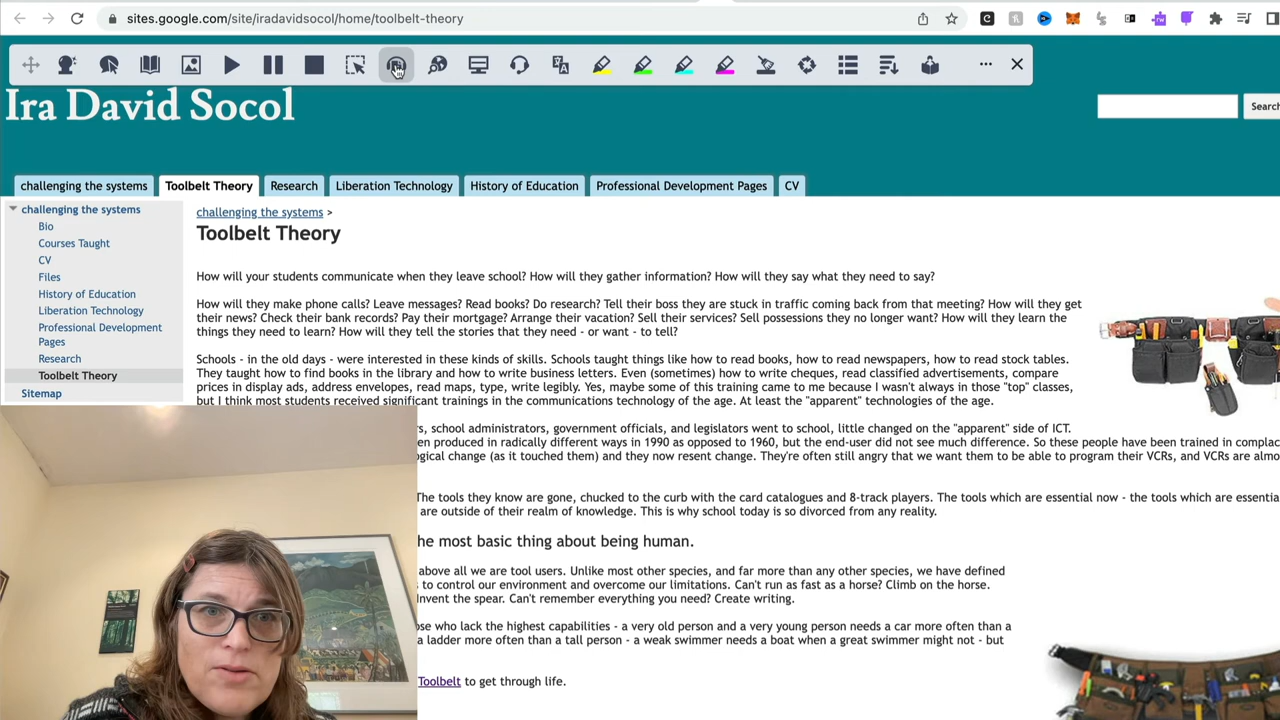 sites.google.com/site/iradavidsocol/home/toolbelt-theory
Ira David Socol
Search
challenging the systems
Toolbelt Theory
Research
Liberation Technology
History of Education
Professional Development Pages
CV
challenging the systems
Bio
Courses Taught
CV
Files
History of Education
Liberation Technology
Professional Development
Pages
Research
Toolbelt Theory
Sitemap
challenging the systems >
Toolbelt Theory
How will your students communicate when they leave school? How will they gather information? How will they say what they need to say?
How will they make phone calls? Leave messages? Read books? Do research? Tell their boss they are stuck in traffic coming back from that meeting? How will they get
their news? Check their bank records? Pay their mortgage? Arrange their vacation? Sell their services? Sell possessions they no longer want? How will they learn the
things they need to learn? How will they tell the stories that they need - or want - to tell?
Schools - in the old days - were interested in these kinds of skills. Schools taught things like how to read books, how to read newspapers, how to read stock tables.
They taught how to find books in the library and how to write business letters. Even (sometimes) how to write cheques, read classified advertisements, compare
prices in display ads, address envelopes, read maps, type, write legibly. Yes, maybe some of this training came to me because I wasn't always in those "top" classes,
but I think most students received significant trainings in the communications technology of the age. At least the "apparent" technologies of the age.
school administrators, government officials, and legislators went to school, little changed on the "apparent" side of ICT.
produced in radically different ways in 1990 as opposed to 1960, but the end-user did not see much difference. So these people have been trained in
change (as it touched them) and they now resent change. They're often still angry that we want them to be able to program their VCRs, and VCRs are
The tools they know are gone, chucked to the curb with the card catalogues and 8-track players. The tools which are essential now - the tools which are
are outside of their realm of knowledge. This is why school today is so divorced from any reality.
most basic thing about being human.
above all we are tool users. Unlike most other species, and far more than any other species, we have defined
to control our environment and overcome our limitations. Can't run as fast as a horse? Climb on the horse.
nvent the spear. Can't remember everything you need? Create writing.
who lack the highest capabilities - a very old person and a very young person needs a car more often than a
a ladder more often than a tall person - a weak swimmer needs a boat when a great swimmer might not - but
Toolbelt to get through life.